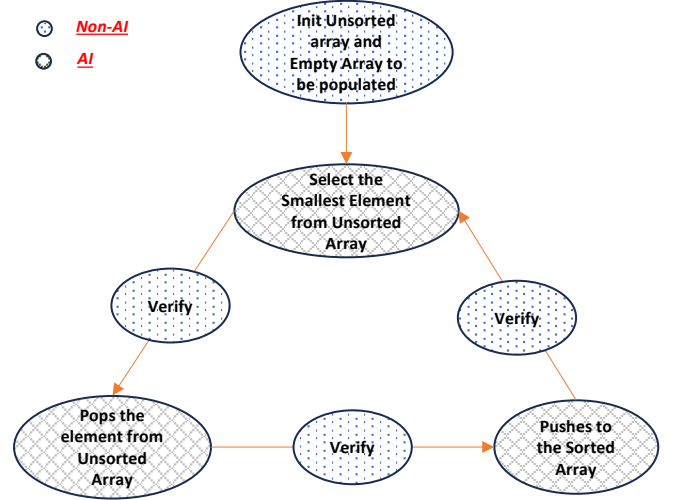 Non-AI
AI
Init Unsorted
array and
Empty Array to
be populated
Select the
Smallest Element
from Unsorted
Array
Verify
Verify
Pops the
element from
Unsorted
Array
Verify
Pushes to
the Sorted
Array